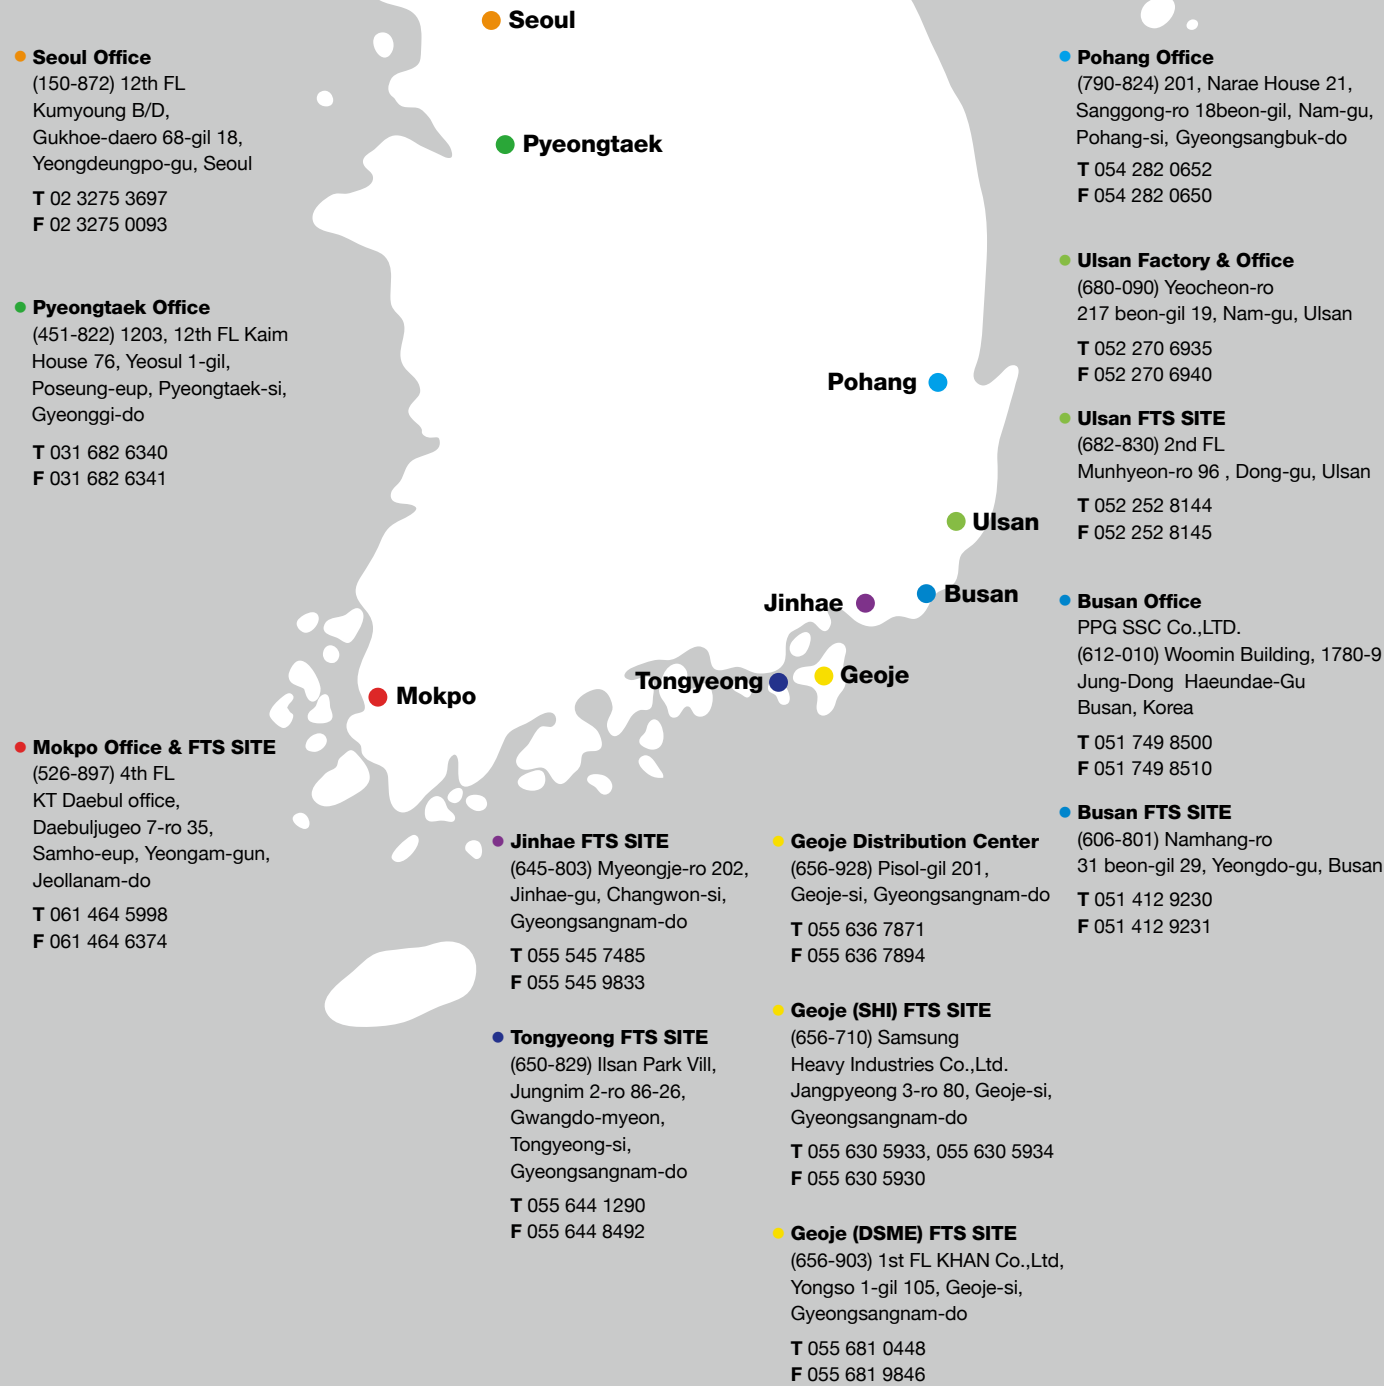 Seoul
Pyeongtaek
Pohang
Ulsan
Busan
Jinhae
Geoje
Tongyeong
Mokpo
Seoul Office
(150-872) 12th FL
Kumyoung B/D,
Gukhoe-daero 68-gil 18,
Yeongdeungpo-gu, Seoul
T 02 3275 3697
F 02 3275 0093
Pyeongtaek Office
(451-822) 1203, 12th FL Kaim
House 76, Yeosul 1-gil,
Poseung-eup, Pyeongtaek-si,
Gyeonggi-do
T 031 682 6340
F 031 682 6341
Mokpo Office & FTS SITE
(526-897) 4th FL
KT Daebul office,
Daebuljugeo 7-ro 35,
Samho-eup, Yeongam-gun,
Jeollanam-do
T 061 464 5998
F 061 464 6374
Jinhae FTS SITE
(645-803) Myeongje-ro 202,
Jinhae-gu, Changwon-si,
Gyeongsangnam-do
T 055 545 7485
F 055 545 9833
Tongyeong FTS SITE
(650-829) Ilsan Park Vill,
Jungnim 2-ro 86-26,
Gwangdo-myeon,
Tongyeong-si,
Gyeongsangnam-do
T 055 644 1290
F 055 644 8492
Geoje Distribution Center
(656-928) Pisol-gil 201,
Geoje-si, Gyeongsangnam-do
T 055 636 7871
F 055 636 7894
Geoje (SHI) FTS SITE
(656-710) Samsung
Heavy Industries Co.,Ltd.
Jangpyeong 3-ro 80, Geoje-si,
Gyeongsangnam-do
T 055 630 5933, 055 630 5934
F 055 630 5930
Geoje (DSME) FTS SITE
(656-903) 1st FL KHAN Co.,Ltd,
Yongso 1-gil 105, Geoje-si,
Gyeongsangnam-do
T 055 681 0448
F 055 681 9846
Pohang Office
(790-824) 201, Narae House 21,
Sanggong-ro 18beon-gil, Nam-gu,
Pohang-si, Gyeongsangbuk-do
T 054 282 0652
F 054 282 0650
Ulsan Factory & Office
(680-090) Yeocheon-ro
217 beon-gil 19, Nam-gu, Ulsan
T 052 270 6935
F 052 270 6940
Ulsan FTS SITE
(682-830) 2nd FL
Munhyeon-ro 96 , Dong-gu, Ulsan
T 052 252 8144
F 052 252 8145
Busan Office
PPG SSC Co.,LTD.
(612-010) Woomin Building, 1780-9
Jung-Dong Haeundae-Gu
Busan, Korea
T 051 749 8500
F 051 749 8510
Busan FTS SITE
(606-801) Namhang-ro
31 beon-gil 29, Yeongdo-gu, Busan
T 051 412 9230
F 051 412 9231